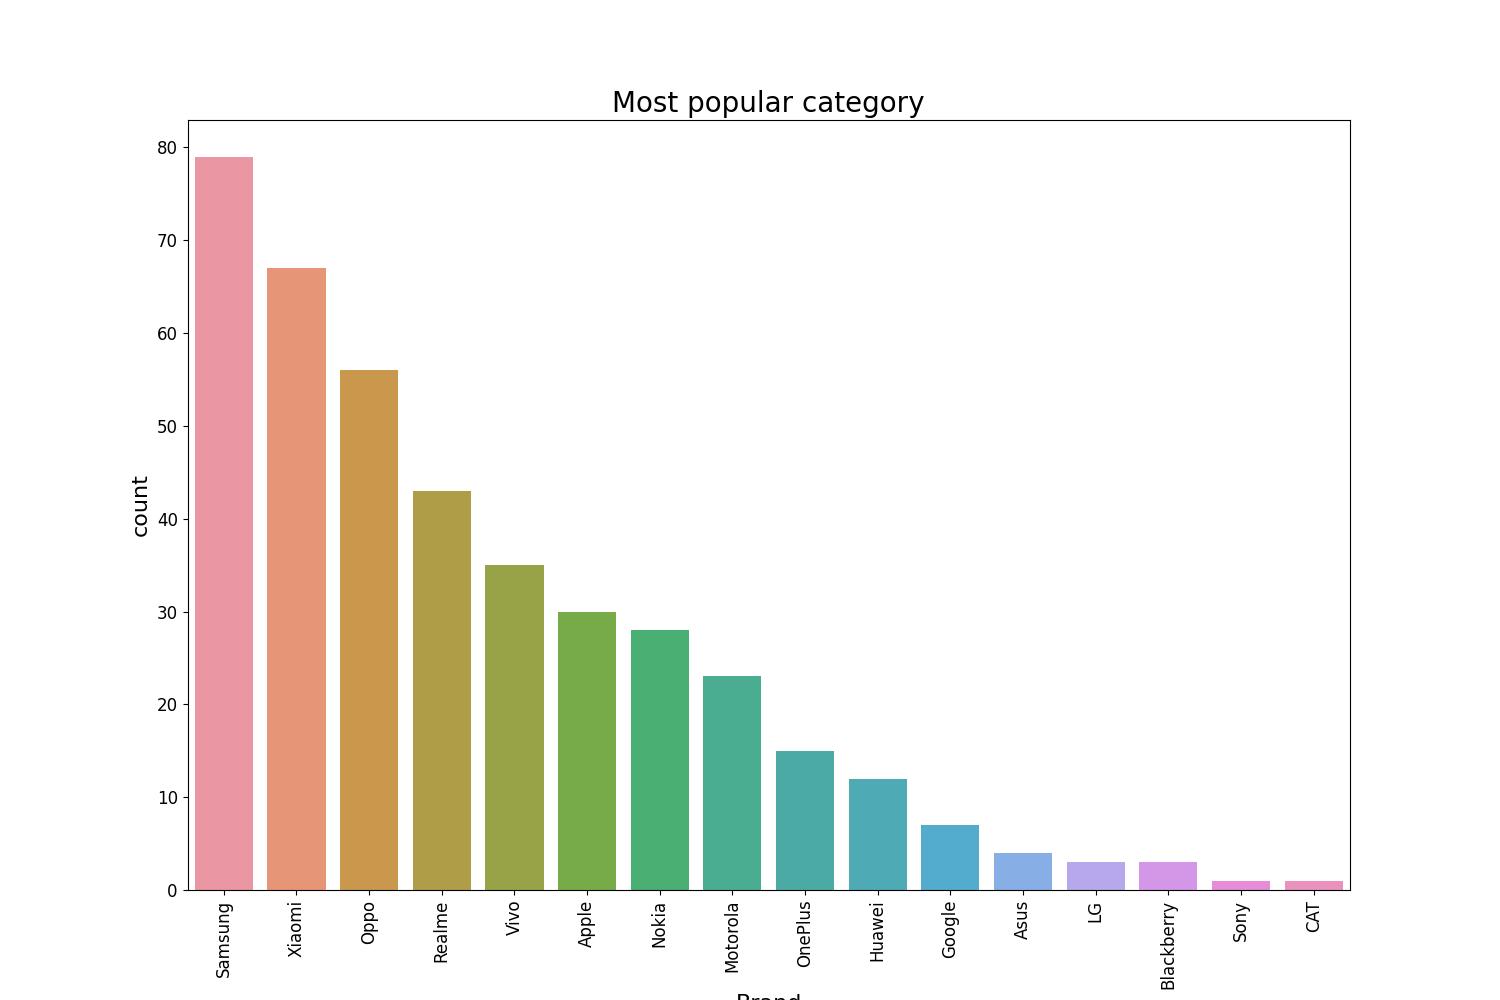 Most popular category
count
80
70
60
50
40
30
20
10
0
Samsung
Xiaomi
Oppo
Realme
Vivo
Apple
Nokia
Motorola
OnePlus
Huawei
Google
Asus
LG
Blackberry
Sony
CAT
Brand